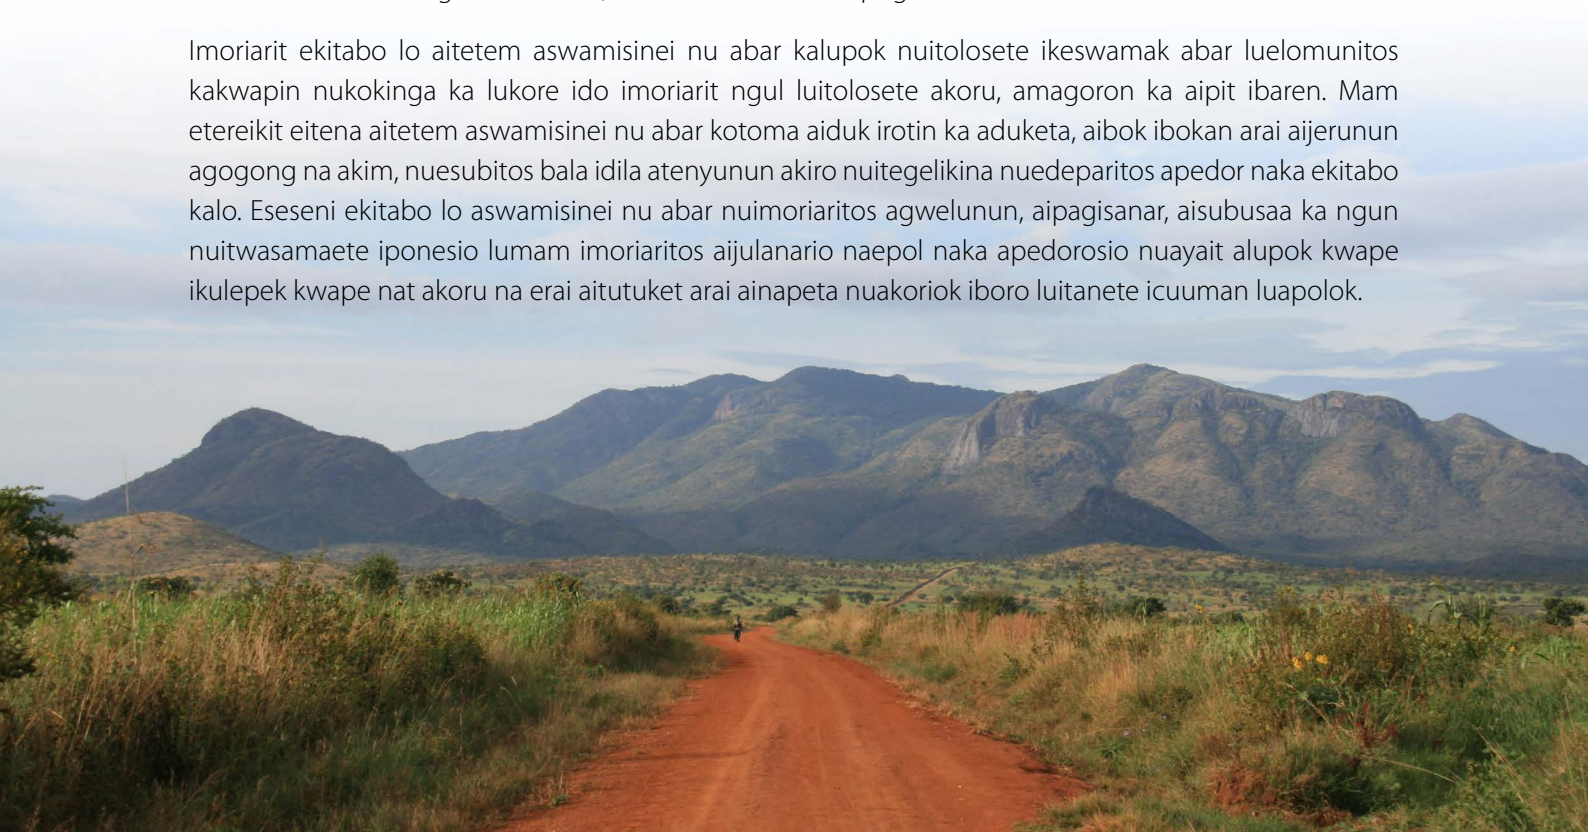 Imoriarit ekitabo lo aitetem aswamisinei nu abar kalupok nuitolosete ikeswamak abar luelomunitos
kakwapin nukokinga ka lukore ido imoriarit ngul luitolosete akoru, amagoron ka aipit ibaren. Mam
etereikit eitena aitetem aswamisinei nu abar kotoma aiduk irotin ka aduketa, aibok ibokan arai aijerunun
agogong na akim, nuesubitos bala idila atenyunun akiro nuitegelikina nuedeparitos apedor naka ekitabo
kalo. Eseseni ekitabo lo aswamisinei nu abar nuimoriaritos agwelunun, aipagisanar, aisubusaa ka ngun
nuitwasamaete iponesio lumam imoriaritos aijulanario naepol naka apedorosio nuayait alupok kwape
ikulepek kwape nat akoru na erai aitutuket arai ainapeta nuakoriok iboro luitanete icuuman luapolok.